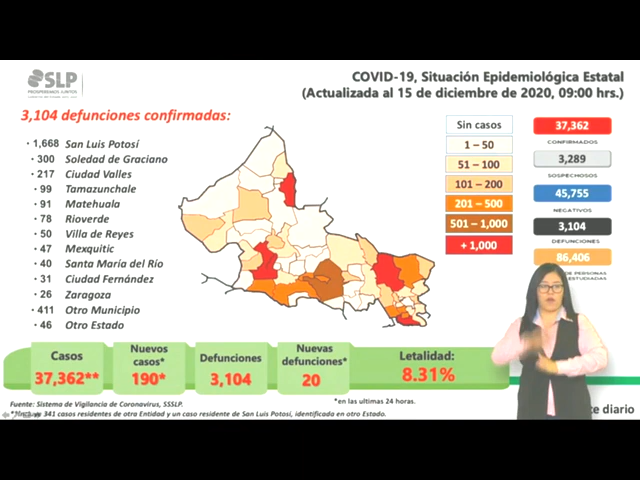 SLP
PROSPEREMOS JUNTOS
COVID-19, Situación Epidemiológica Estatal
(Actualizada al 15 de diciembre de 2020, 09:00 hrs.)
3,104 defunciones confirmadas:
• 1,668 San Luis Potosí
• 300 Soledad de Graciano
• 217 Ciudad Valles
• 99 Tamazunchale
• 91 Matehuala
• 78 Rioverde
• 50 Villa de Reyes
• 47 Mexquitic
• 40 Santa María del Río
• 31 Ciudad Fernández
• 26 Zaragoza
• 411 Otro Municipio
• 46 Otro Estado
Sin casos
1 – 50
51 – 100
101 – 200
201 – 500
501 – 1,000
+ 1,000
37,362
CONFIRMADOS
3,289
SOSPECHOSOS
45,755
NEGATIVOS
3,104
DEFUNCIONES
86,406
DE PERSONAS
ESTUDIADAS
Casos
37,362**
Nuevos
casos*
190*
Defunciones
3,104
Nuevas
defunciones*
20
Letalidad:
8.31%
*en las ultimas 24 horas.
Fuente: Sistema de Vigilancia de Coronavirus, SSSLP.
341 casos residentes de otra Entidad y un caso residente de San Luis Potosí, identificada en otro Estado.
te diario